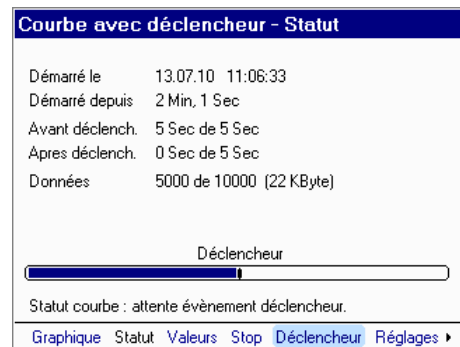 Courbe avec déclencheur - Statut
Démarré le 13.07.10 11:06:33
Démarré depuis 2 Min, 1 Sec
Avant déclench. 5 Sec de 5 Sec
Apres déclench. 0 Sec de 5 Sec
Données 5000 de 10000 (22 KByte)
Déclencheur
Statut courbe : attente évènement déclencheur.
Graphique Statut Valeurs Stop Déclencheur Réglages